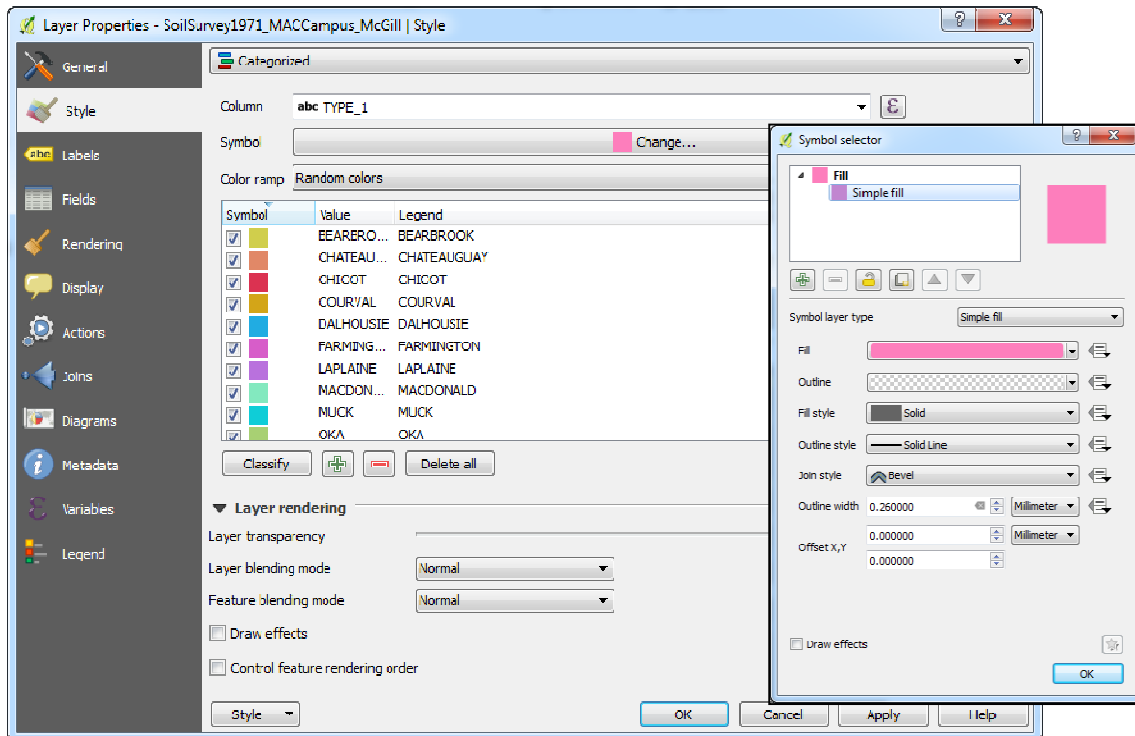 Layer Properties - SoilSurvey1971_MACCampus_McGill | Style
General
Style
Labels
Fields
Rendering
Display
Actions
Joins
Diagrams
Metadata
Variables
Legend
Categorized
Column
abc TYPE_1
Symbol
Change...
Color ramp
Random colors
Symbol Value Legend
BEARBRO... BEARBROOK
CHATEAU... CHATEAUGUAY
CHICOT CHICOT
COURVAL COURVAL
DALHOUSIE DALHOUSIE
FARMING... FARMINGTON
LAPLAINE LAPLAINE
MACDON... MACDONALD
MUCK MUCK
OKA OKA
Classify
Delete all
Layer rendering
Layer transparency
Layer blending mode Normal
Feature blending mode Normal
Draw effects
Control feature rendering order
Style
OK
Cancel
Apply
Help
Symbol selector
Fill
Simple fill
Symbol layer type Simple fill
Fill
Outline
Fill style Solid
Outline style Solid Line
Join style Bevel
Outline width 0.260000 Millimeter
Offset X,Y
0.000000 Millimeter
0.000000
Draw effects
OK